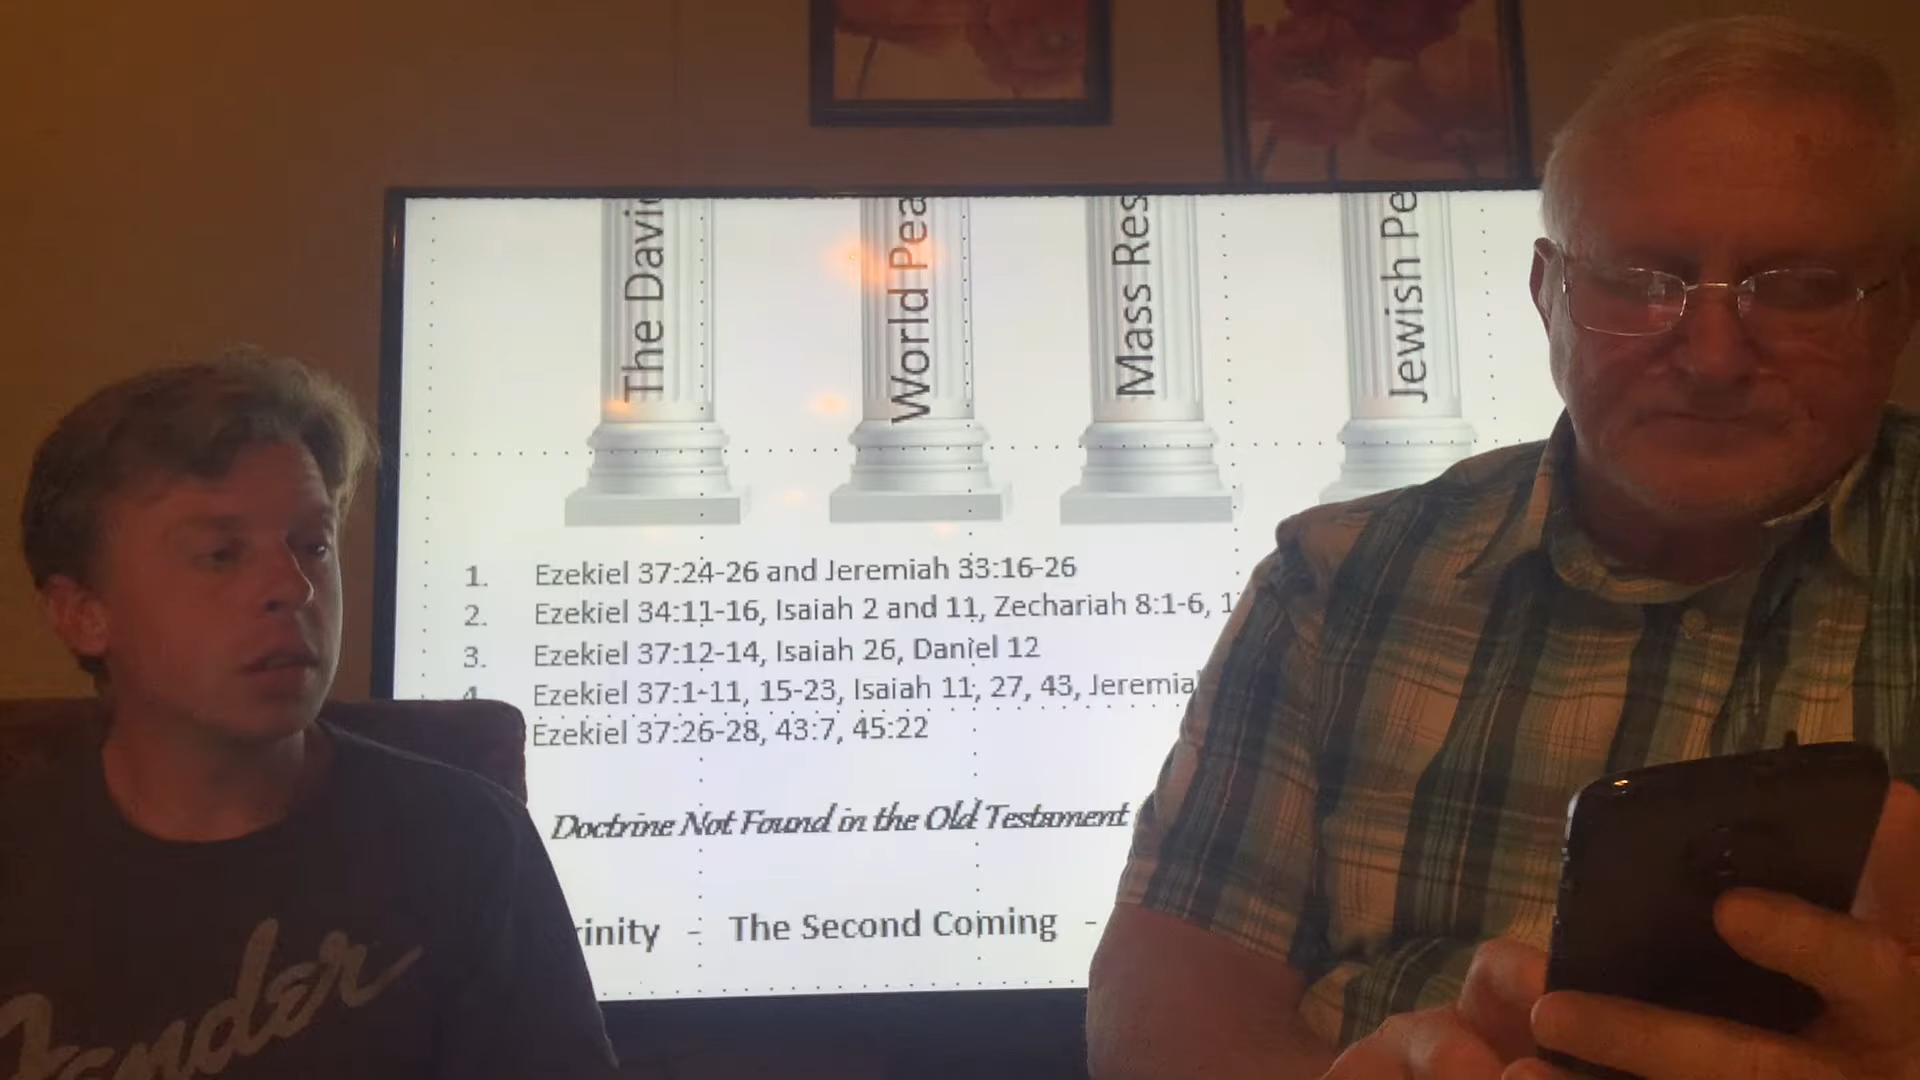 The Davi
World Pea
Mass Res
Jewish Pe
1. Ezekiel 37:24-26 and Jeremiah 33:16-26
2. Ezekiel 34:11-16, Isaiah 2 and 11, Zechariah 8:1-6, 1
3. Ezekiel 37:12-14, Isaiah 26, Daniel 12
4. Ezekiel 37:1-11, 15-23, Isaiah 11, 27, 43, Jeremia
Ezekiel 37:26-28, 43:7, 45:22
Doctrine Not Found in the Old Testament
rinity - The Second Coming -
Fender